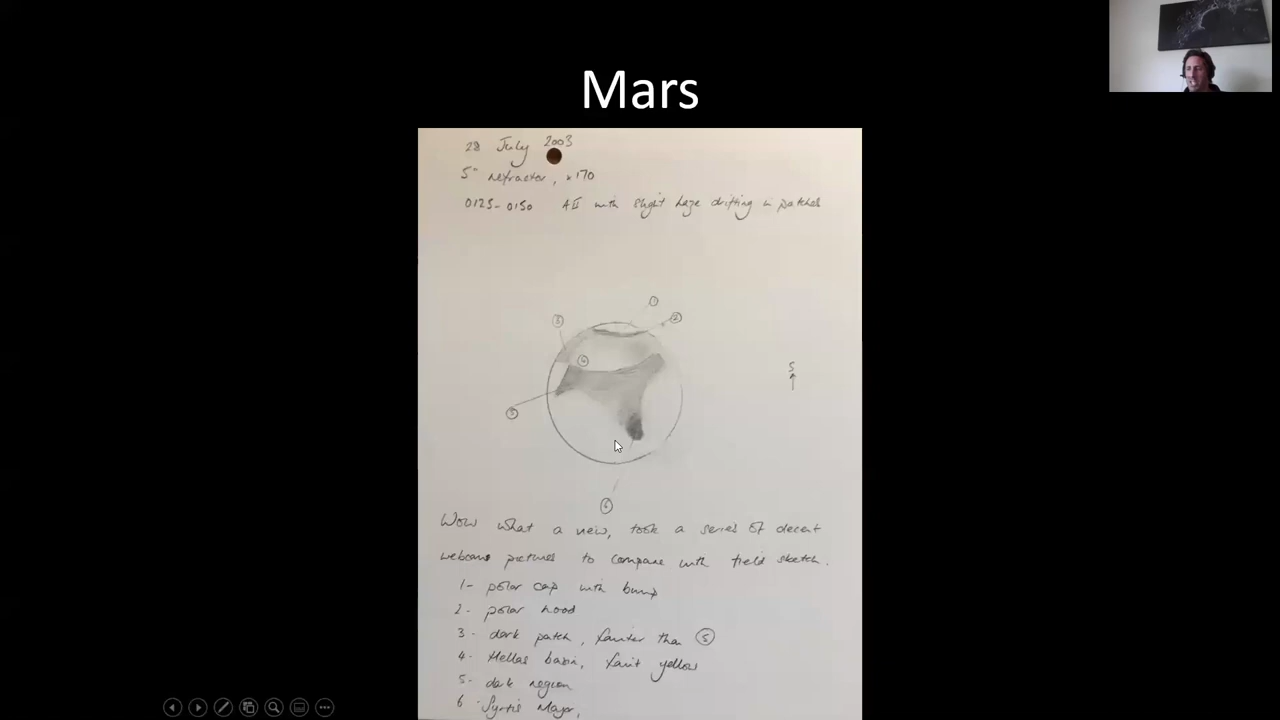 Mars
28 July 2003
5" refractor, x170
0125-0150 AII with slight haze drifting in patches
1
2
3
4
S
5
6
Wow what a view, took a series of decent
webcam pictures to compare with field sketch.
1- polar cap with bump
2- polar hood
3- dark patch, fainter than 5
4- Hellas basin, faint yellow
5- dark region
6 - Syrtis Major,